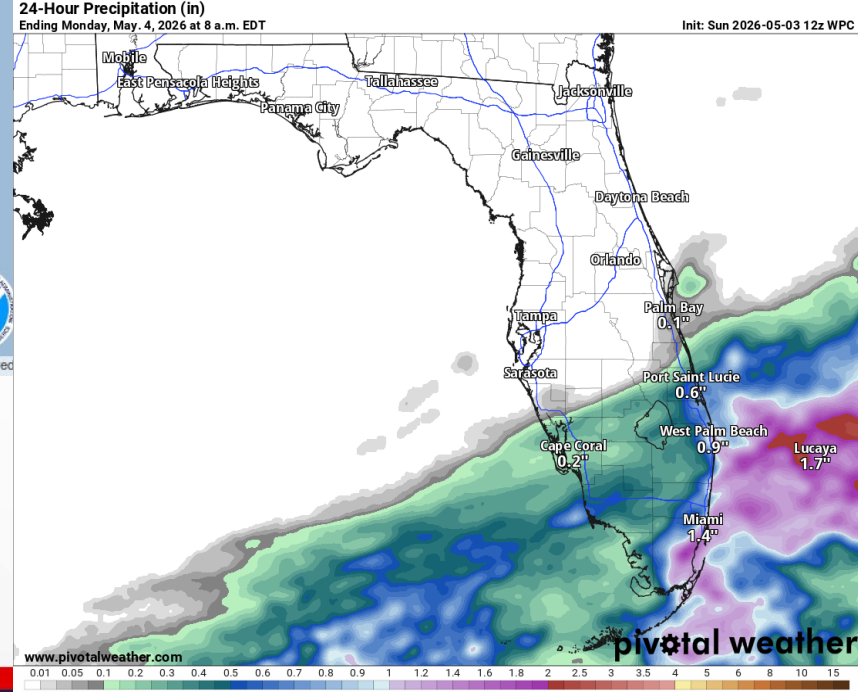 24-Hour Precipitation (in)
Ending Monday, May. 4, 2026 at 8 a.m. EDT
Init: Sun 2026-05-03 12z WPC
Mobile
East Pensacola Heights
Tallahassee
Jacksonville
Panama City
Gainesville
Daytona Beach
Orlando
Palm Bay
0.1"
Tampa
Sarasota
Port Saint Lucie
0.6"
West Palm Beach
0.9"
Cape Coral
0.2"
Lucaya
1.7"
Miami
1.4"
pivotal weather
www.pivotalweather.com
0.01 0.05 0.1 0.2 0.3 0.4 0.5 0.6 0.7 0.8 0.9 1 1.2 1.4 1.6 1.8 2 2.5 3 3.5 4 5 6 8 10 15